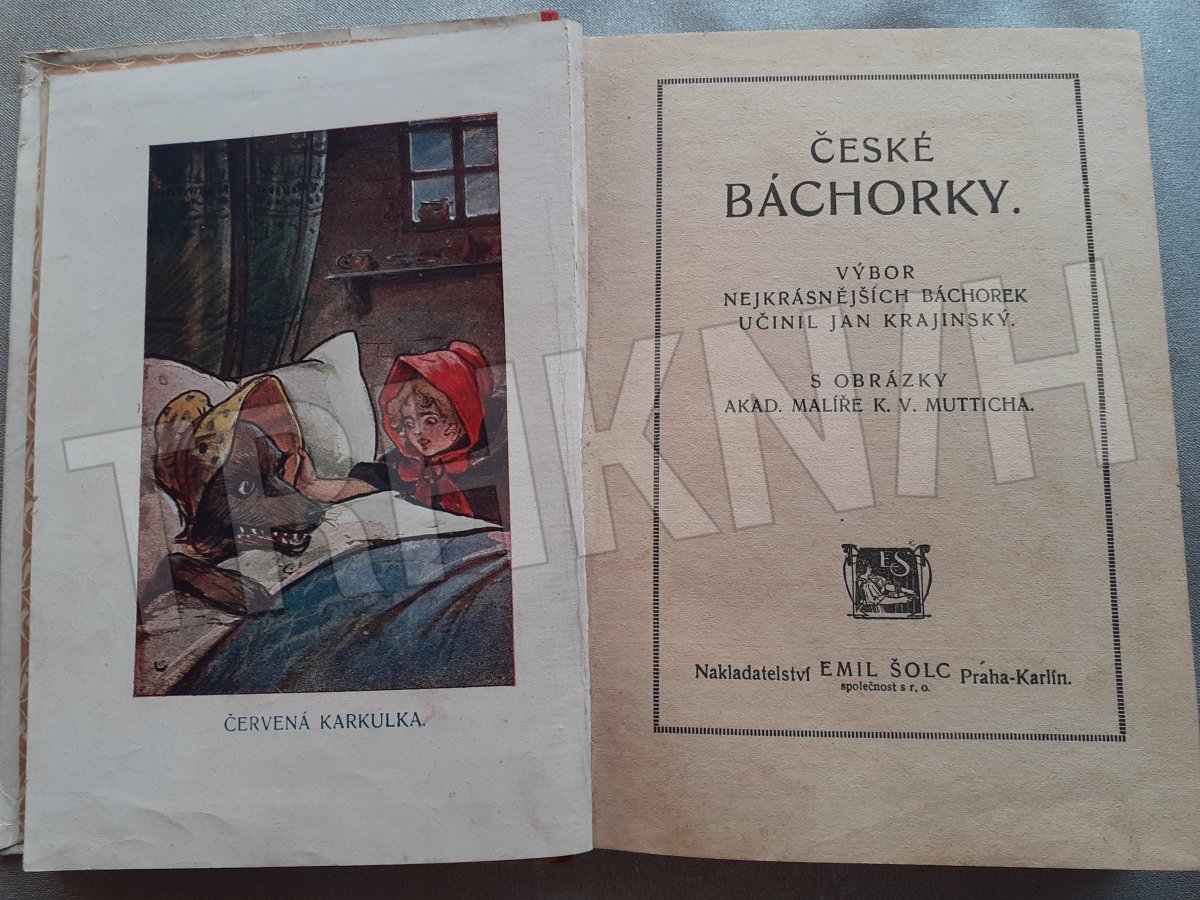 ČERVENÁ KARKULKA.
ČESKÉ
BÁCHORKY.
VÝBOR
NEJKRÁSNĚJŠÍCH BÁCHOREK
UČINIL JAN KRAJINSKÝ.
S OBRÁZKY
AKAD. MALÍŘE K. V. MUTTICHA.
ES
Nakladatelství EMIL ŠOLC Praha-Karlín.
společnost s r. o.
TRHKNIH